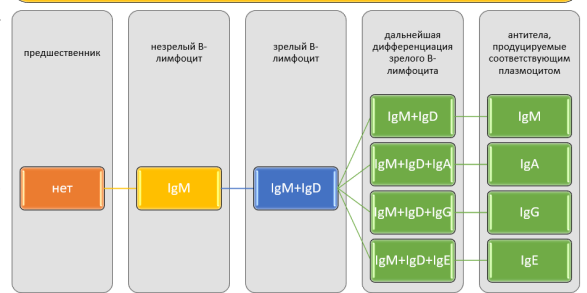 предшественник
незрелый В-
лимфоцит
зрелый В-
лимфоцит
дальнейшая
дифференциация
зрелого В-
лимфоцита
антитела,
продуцируемые
соответствующим
плазмоцитом
нет
IgM
IgM+IgD
IgM+IgD
IgM
IgM+IgD+IgA
IgA
IgM+IgD+IgG
IgG
IgM+IgD+IgE
IgE